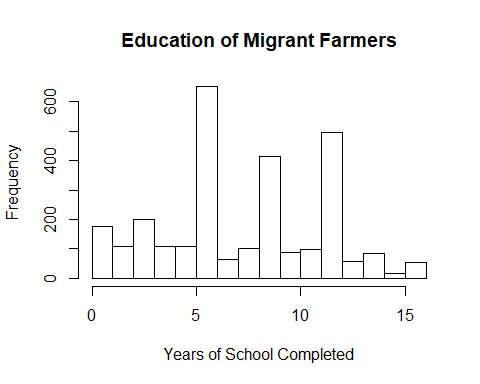 Education of Migrant Farmers
600
400
200
0
Frequency
0 5 10 15
Years of School Completed